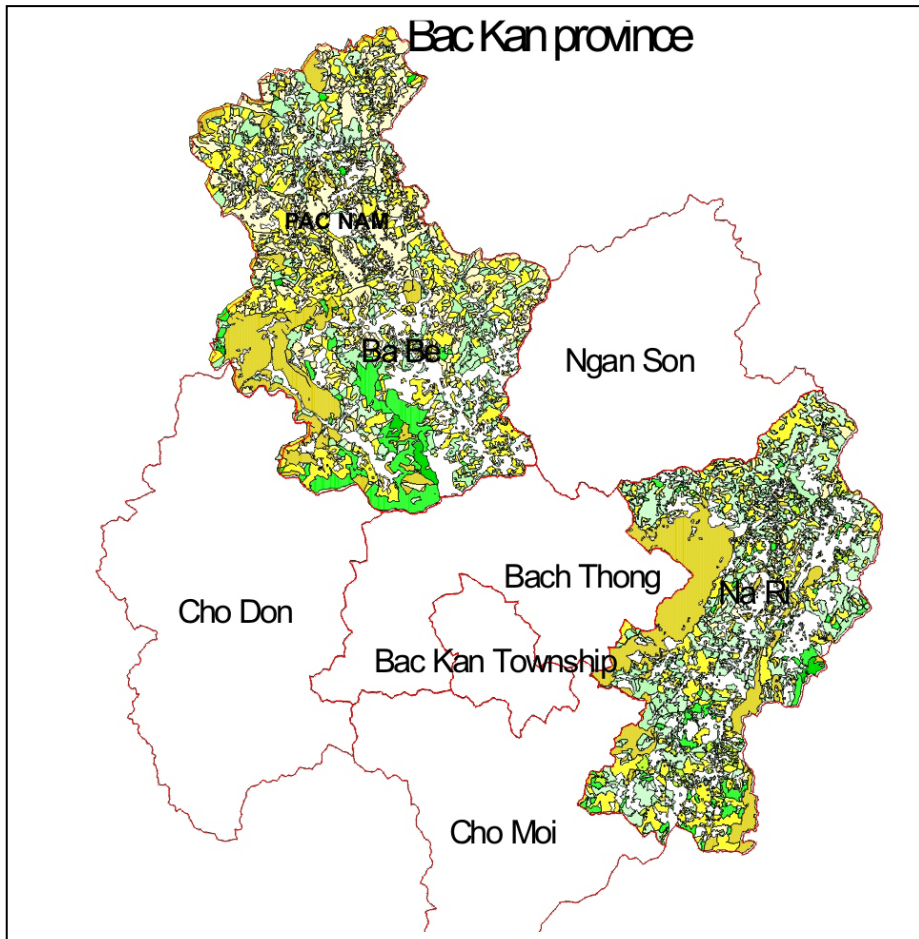 Bac Kan province
PAC NAM
Ba Be
Ngan Son
Bach Thong
Na Ri
Cho Don
Bac Kan Township
Cho Moi